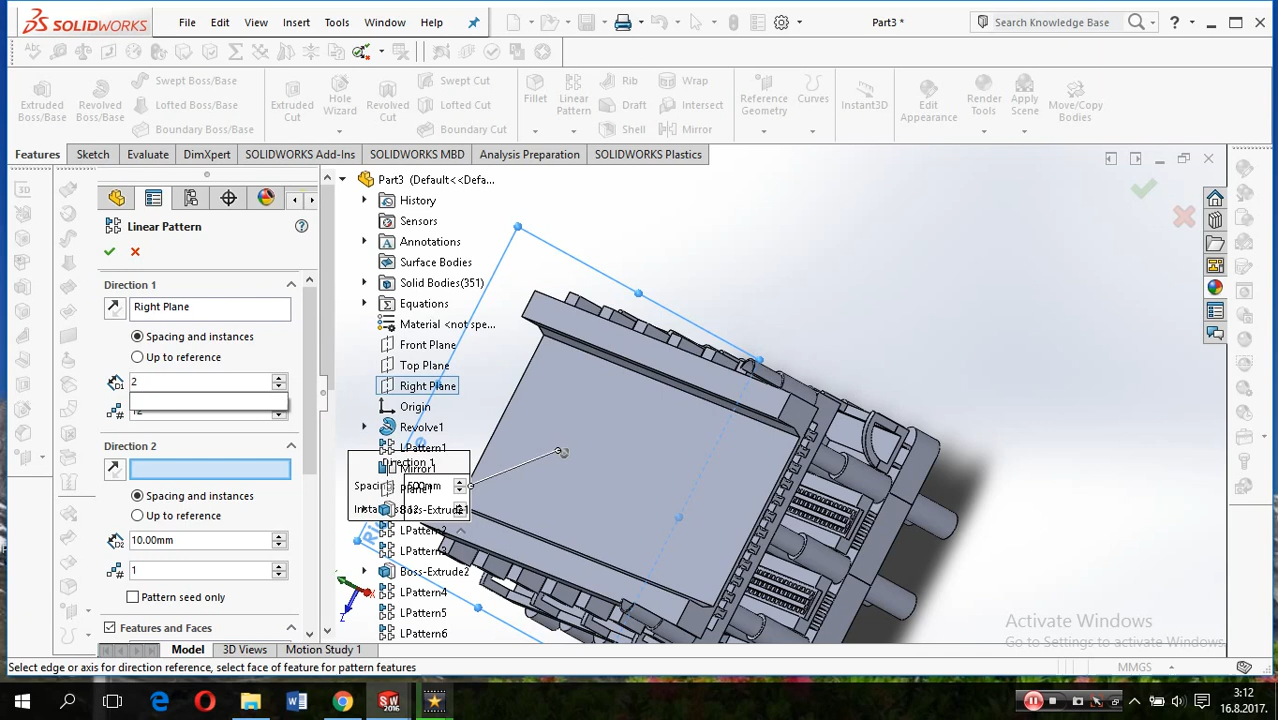 SOLIDWORKS File Edit View Insert Tools Window Help Part3 * Search Knowledge Base ?
Extruded Boss/Base
Revolved Boss/Base
Swept Boss/Base
Lofted Boss/Base
Boundary Boss/Base
Extruded Cut
Hole Wizard
Revolved Cut
Swept Cut
Lofted Cut
Boundary Cut
Fillet
Linear Pattern
Rib
Draft
Shell
Wrap
Intersect
Mirror
Reference Geometry
Curves
Instant3D
Edit Appearance
Render Tools
Apply Scene
Move/Copy Bodies
Features Sketch Evaluate DimXpert SOLIDWORKS Add-Ins SOLIDWORKS MBD Analysis Preparation SOLIDWORKS Plastics
Linear Pattern
Direction 1
Right Plane
Spacing and instances
Up to reference
2
12
Direction 2
Spacing and instances
Up to reference
10.00mm
1
Pattern seed only
Features and Faces
Part3 (Default<<Defa...
History
Sensors
Annotations
Surface Bodies
Solid Bodies(351)
Equations
Material <not spe...
Front Plane
Top Plane
Right Plane
Origin
Revolve1
LPattern1
Mirror1
Plane1
Boss-Extrude1
LPattern2
LPattern3
Boss-Extrude2
LPattern4
LPattern5
LPattern6
Direction 1
X
Z
Activate Windows
Go to Settings to activate Windows.
Model 3D Views Motion Study 1
Select edge or axis for direction reference, select face of feature for pattern features MMGS
3:12
16.8.2017.